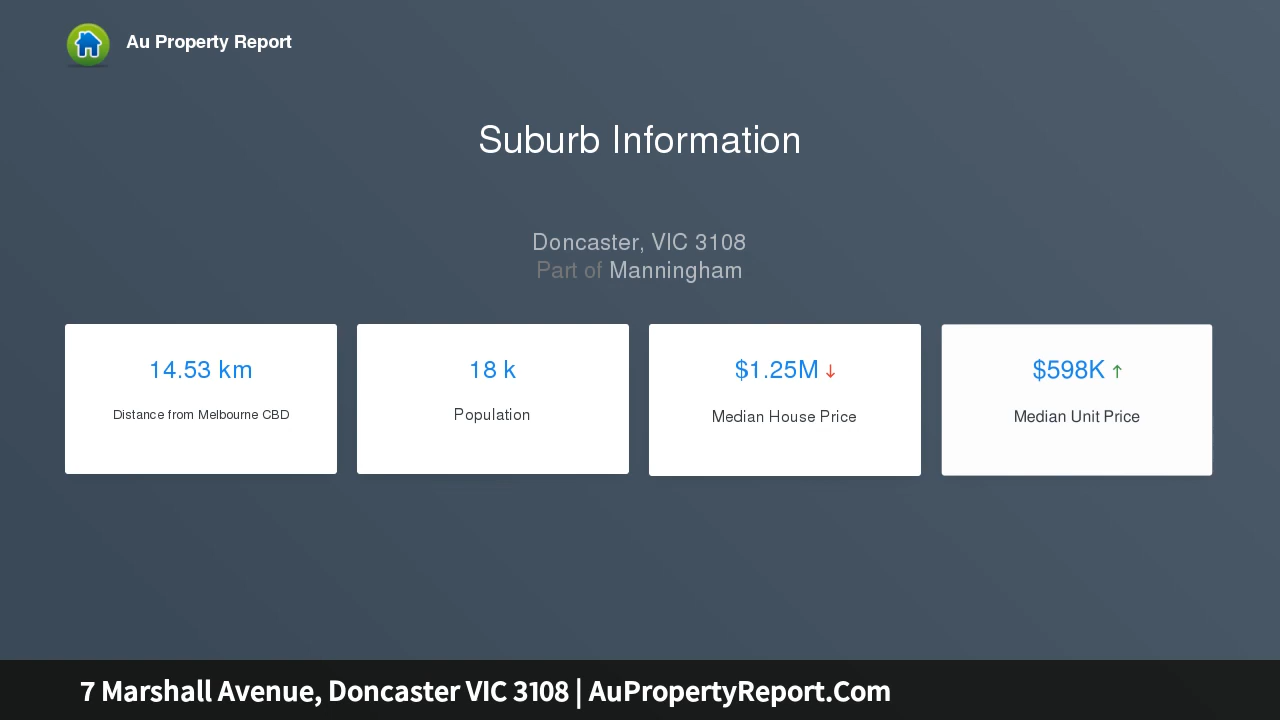 Au Property Report
Suburb Information
Doncaster, VIC 3108
Part of Manningham
14.53 km
Distance from Melbourne CBD
18 k
Population
$1.25M ↓
Median House Price
$598K ↑
Median Unit Price
7 Marshall Avenue, Doncaster VIC 3108 | AuPropertyReport.Com